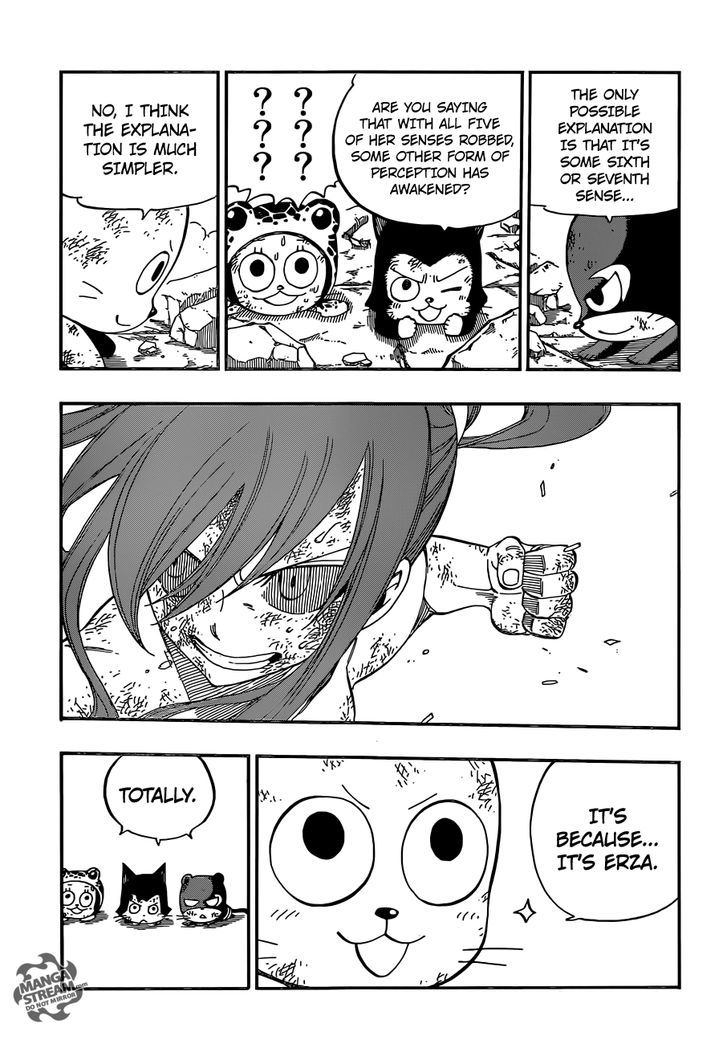 THE ONLY
POSSIBLE
EXPLANATION
IS THAT IT'S
SOME SIXTH
OR SEVENTH
SENSE...
ARE YOU SAYING
THAT WITH ALL FIVE
OF HER SENSES ROBBED,
SOME OTHER FORM OF
PERCEPTION HAS
AWAKENED?
? ?
? ?
? ?
NO, I THINK
THE EXPLANA-
TION IS MUCH
SIMPLER.
IT'S
BECAUSE...
IT'S ERZA.
TOTALLY.
MANGA
STREAM.COM
DO NOT MIRROR